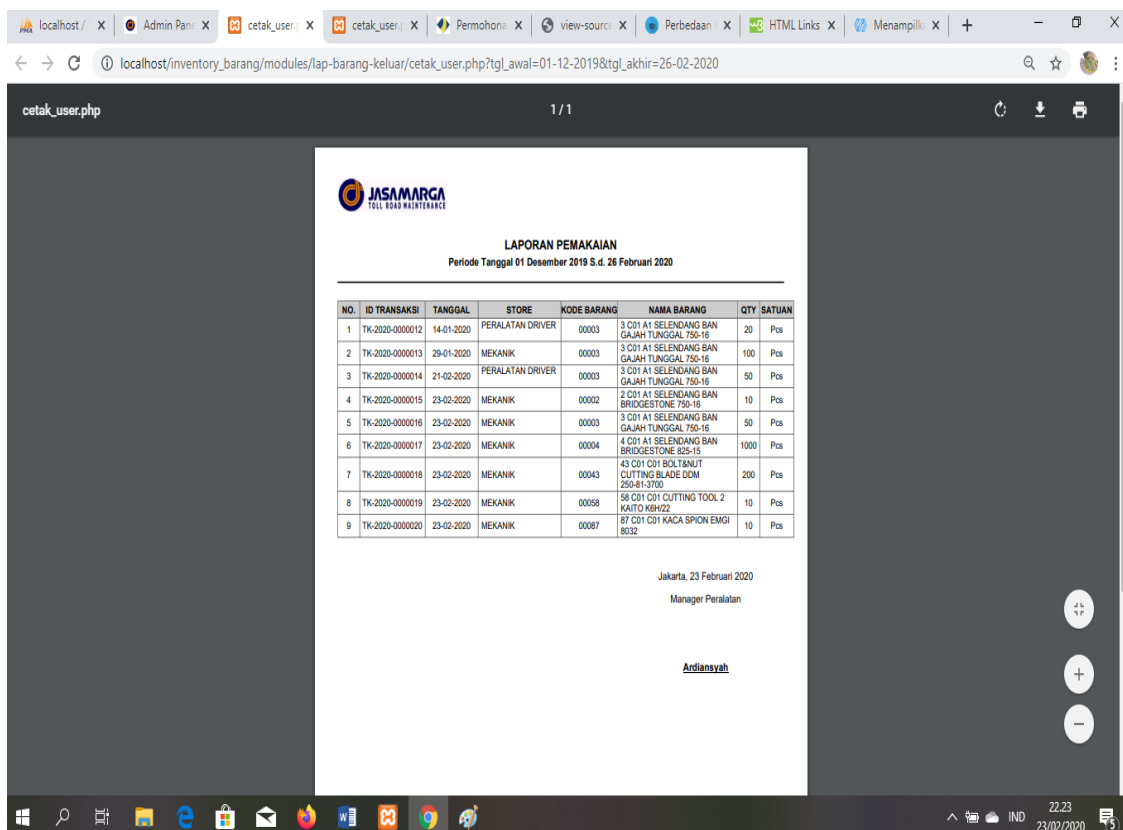 localhost / 
Admin Pane
cetak_user.p
cetak_user.p
Permohona
view-source
Perbedaan
HTML Links
Menampilk
localhost/inventory_barang/modules/lap-barang-keluar/cetak_user.php?tgl_awal=01-12-2019&tgl_akhir=26-02-2020
cetak_user.php
1 / 1
JASAMARGA
TOLL ROAD MAINTENANCE
LAPORAN PEMAKAIAN
Periode Tanggal 01 Desember 2019 S.d. 26 Februari 2020
NO. ID TRANSAKSI TANGGAL STORE KODE BARANG NAMA BARANG QTY SATUAN
1 TK-2020-0000012 14-01-2020 PERALATAN DRIVER 00003 3 C01 A1 SELENDANG BAN
GAJAH TUNGGAL 750-16 20 Pcs
2 TK-2020-0000013 29-01-2020 MEKANIK 00003 3 C01 A1 SELENDANG BAN
GAJAH TUNGGAL 750-16 100 Pcs
3 TK-2020-0000014 21-02-2020 PERALATAN DRIVER 00003 3 C01 A1 SELENDANG BAN
GAJAH TUNGGAL 750-16 50 Pcs
4 TK-2020-0000015 23-02-2020 MEKANIK 00002 2 C01 A1 SELENDANG BAN
BRIDGESTONE 750-16 10 Pcs
5 TK-2020-0000016 23-02-2020 MEKANIK 00003 3 C01 A1 SELENDANG BAN
GAJAH TUNGGAL 750-16 50 Pcs
6 TK-2020-0000017 23-02-2020 MEKANIK 00004 4 C01 A1 SELENDANG BAN
BRIDGESTONE 825-15 1000 Pcs
7 TK-2020-0000018 23-02-2020 MEKANIK 00043 43 C01 C01 BOLT&NUT
CUTTING BLADE DDM
250-81-3700 200 Pcs
8 TK-2020-0000019 23-02-2020 MEKANIK 00058 58 C01 C01 CUTTING TOOL 2
KAITO K6H/22 10 Pcs
9 TK-2020-0000020 23-02-2020 MEKANIK 00087 87 C01 C01 KACA SPION EMGI
8032 10 Pcs
Jakarta, 23 Februari 2020
Manager Peralatan
Ardiansyah
IND
22.23
23/02/2020